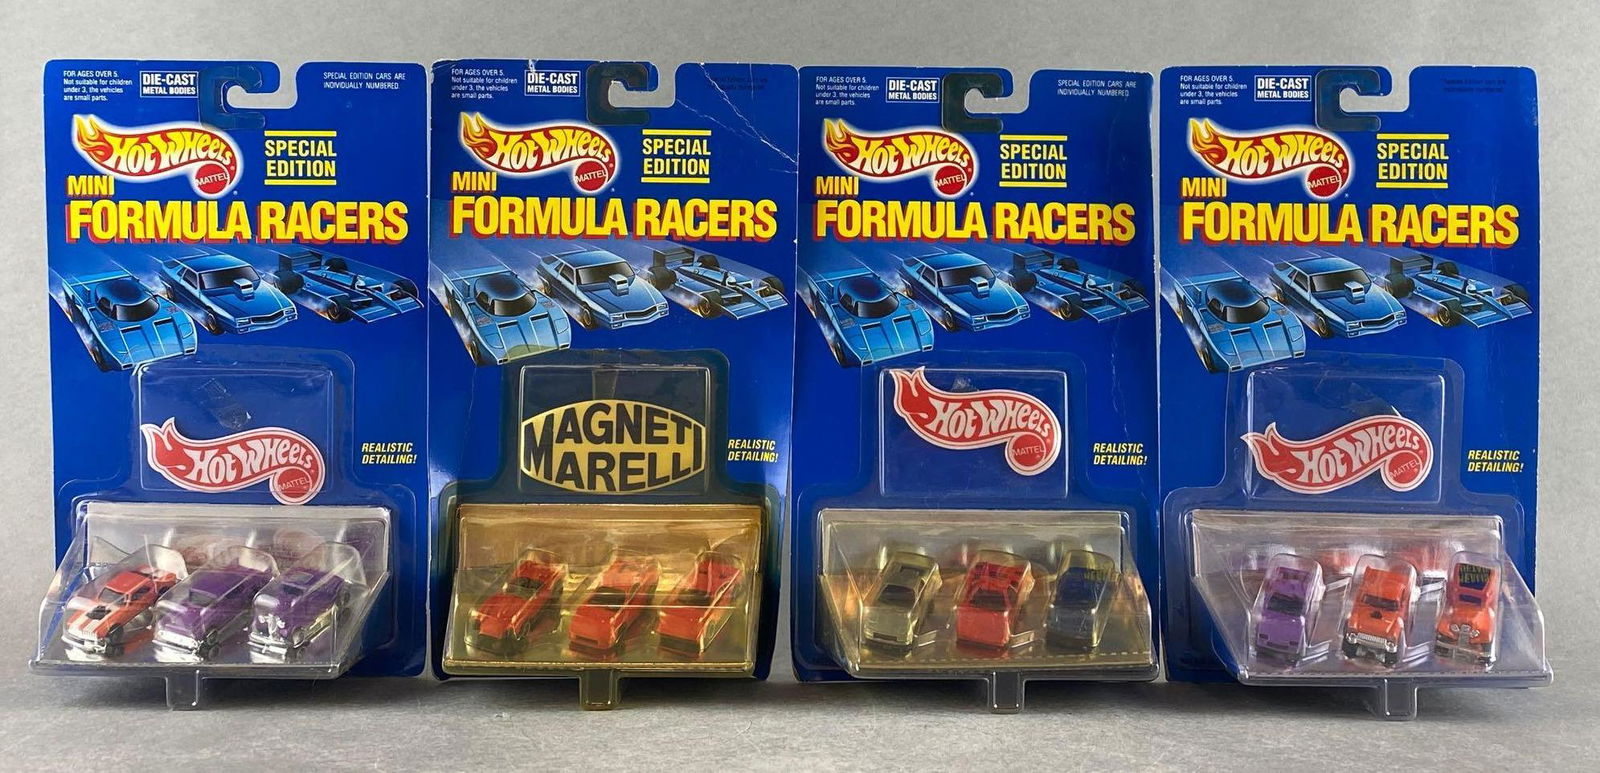 FOR AGES OVER 5.
Not suitable for children
under 3, the vehicles
are small parts.
DIE-CAST
METAL BODIES
SPECIAL EDITION CARS ARE
INDIVIDUALLY NUMBERED
HOT WHEELS
MATTEL
SPECIAL
EDITION
MINI
FORMULA RACERS
REALISTIC
DETAILING!
HOT WHEELS
MATTEL
FOR AGES OVER 5.
Not suitable for children
under 3, the vehicles
are small parts.
DIE-CAST
METAL BODIES
HOT WHEELS
MATTEL
SPECIAL
EDITION
MINI
FORMULA RACERS
MAGNETI
MARELLI
REALISTIC
DETAILING!
FOR AGES OVER 5.
Not suitable for children
under 3, the vehicles
are small parts.
DIE-CAST
METAL BODIES
SPECIAL EDITION CARS ARE
INDIVIDUALLY NUMBERED
HOT WHEELS
MATTEL
SPECIAL
EDITION
MINI
FORMULA RACERS
HOT WHEELS
MATTEL
REALISTIC
DETAILING!
FOR AGES OVER 5.
Not suitable for children
under 3, the vehicles
are small parts.
DIE-CAST
METAL BODIES
HOT WHEELS
MATTEL
SPECIAL
EDITION
MINI
FORMULA RACERS
HOT WHEELS
MATTEL
REALISTIC
DETAILING!